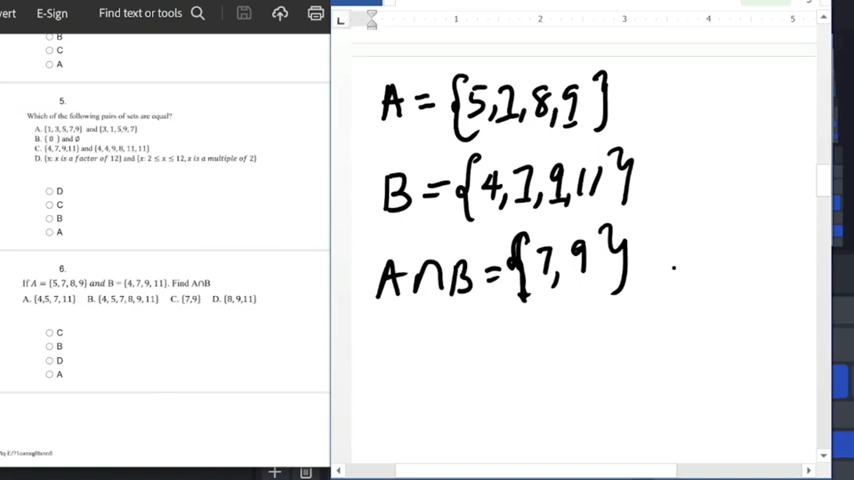 vert E-Sign Find text or tools
B
C
A
5.
Which of the following pairs of sets are equal?
A. {1, 3, 5, 7,9} and {3, 1, 5,9, 7}
B. { 0 } and ∅
C. {4, 7, 9,11} and {4, 4, 9, 8, 11, 11}
D. {x: x is a factor of 12} and {x: 2 ≤ x ≤ 12, x is a multiple of 2}
D
C
B
A
6.
If A = {5, 7, 8, 9} and B = {4, 7, 9, 11}. Find A∩B
A. {4,5, 7, 11} B. {4, 5, 7, 8, 9, 11} C. {7,9} D. {8, 9,11}
C
B
D
A
1 2 3 4 5
A = {5,7,8,9}
B = {4,7,9,11}
A∩B = {7,9}